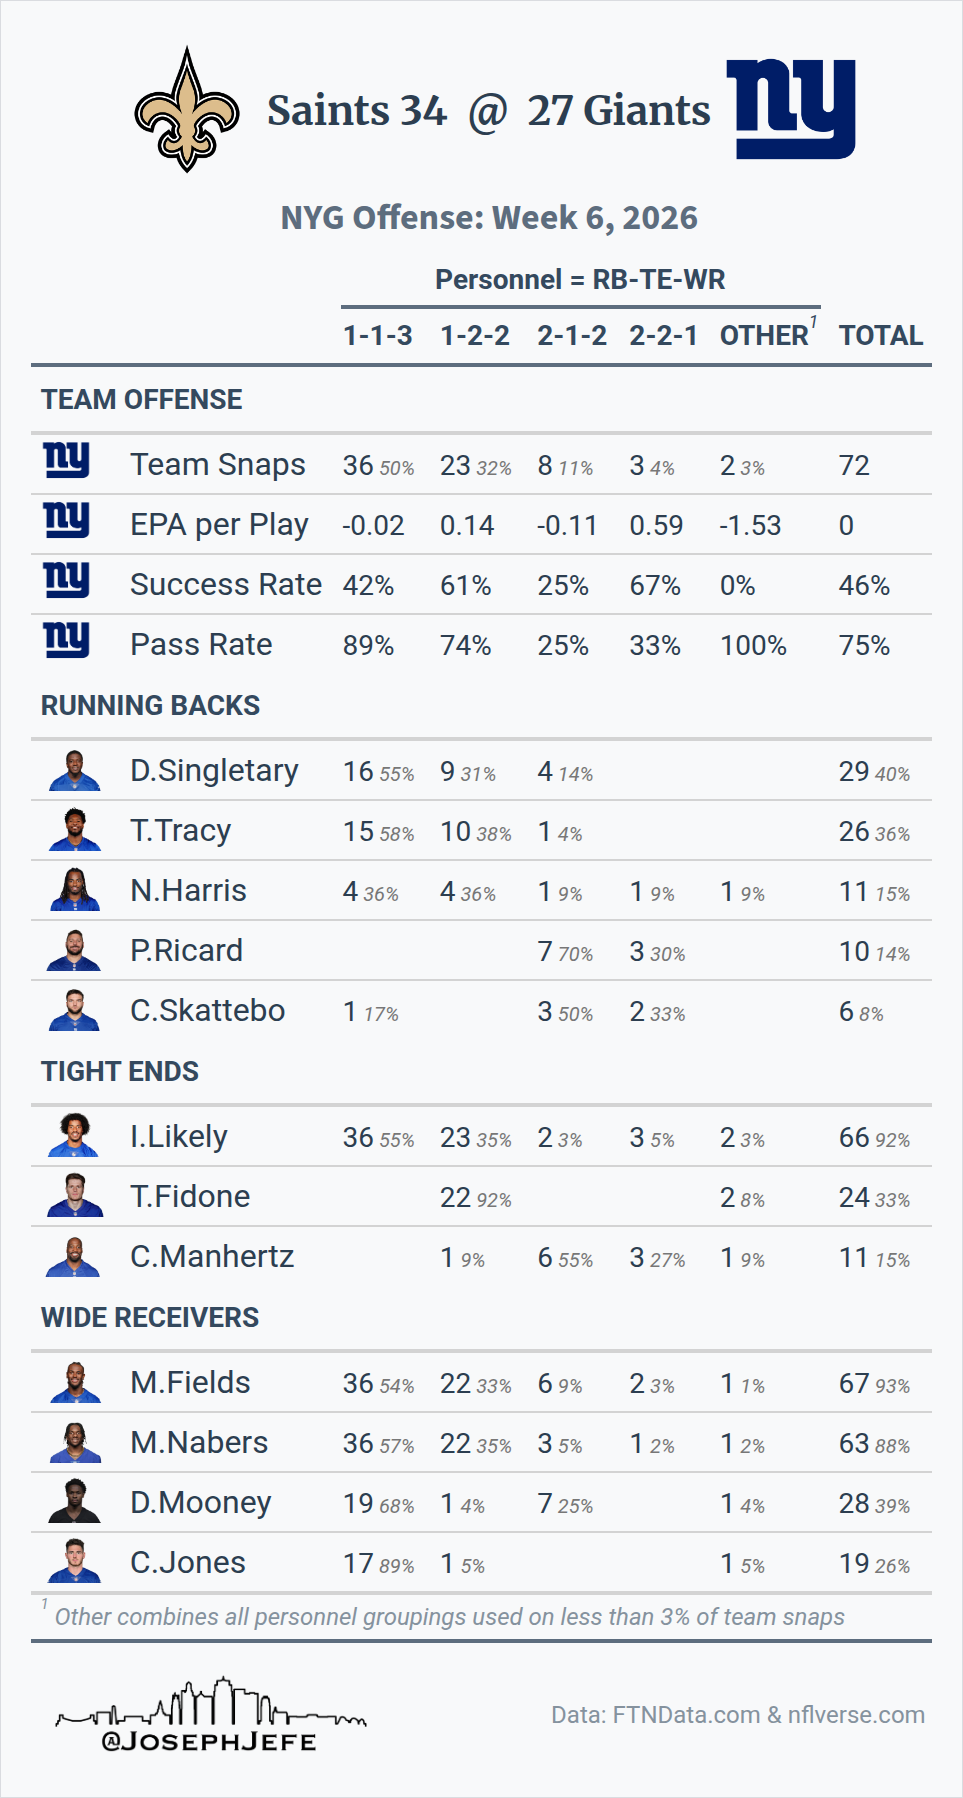 Saints 34 @ 27 Giants
ny
NYG Offense: Week 6, 2026
Personnel = RB-TE-WR
1-1-3 1-2-2 2-1-2 2-2-1 OTHER1 TOTAL
TEAM OFFENSE
ny Team Snaps 36 50% 23 32% 8 11% 3 4% 2 3% 72
ny EPA per Play -0.02 0.14 -0.11 0.59 -1.53 0
ny Success Rate 42% 61% 25% 67% 0% 46%
ny Pass Rate 89% 74% 25% 33% 100% 75%
RUNNING BACKS
D.Singletary 16 55% 9 31% 4 14% 29 40%
T.Tracy 15 58% 10 38% 1 4% 26 36%
N.Harris 4 36% 4 36% 1 9% 1 9% 1 9% 11 15%
P.Ricard 7 70% 3 30% 10 14%
C.Skattebo 1 17% 3 50% 2 33% 6 8%
TIGHT ENDS
I.Likely 36 55% 23 35% 2 3% 3 5% 2 3% 66 92%
T.Fidone 22 92% 2 8% 24 33%
C.Manhertz 1 9% 6 55% 3 27% 1 9% 11 15%
WIDE RECEIVERS
M.Fields 36 54% 22 33% 6 9% 2 3% 1 1% 67 93%
M.Nabers 36 57% 22 35% 3 5% 1 2% 1 2% 63 88%
D.Mooney 19 68% 1 4% 7 25% 1 4% 28 39%
C.Jones 17 89% 1 5% 1 5% 19 26%
1 Other combines all personnel groupings used on less than 3% of team snaps
@JOSEPHJEFE
Data: FTNData.com & nflverse.com